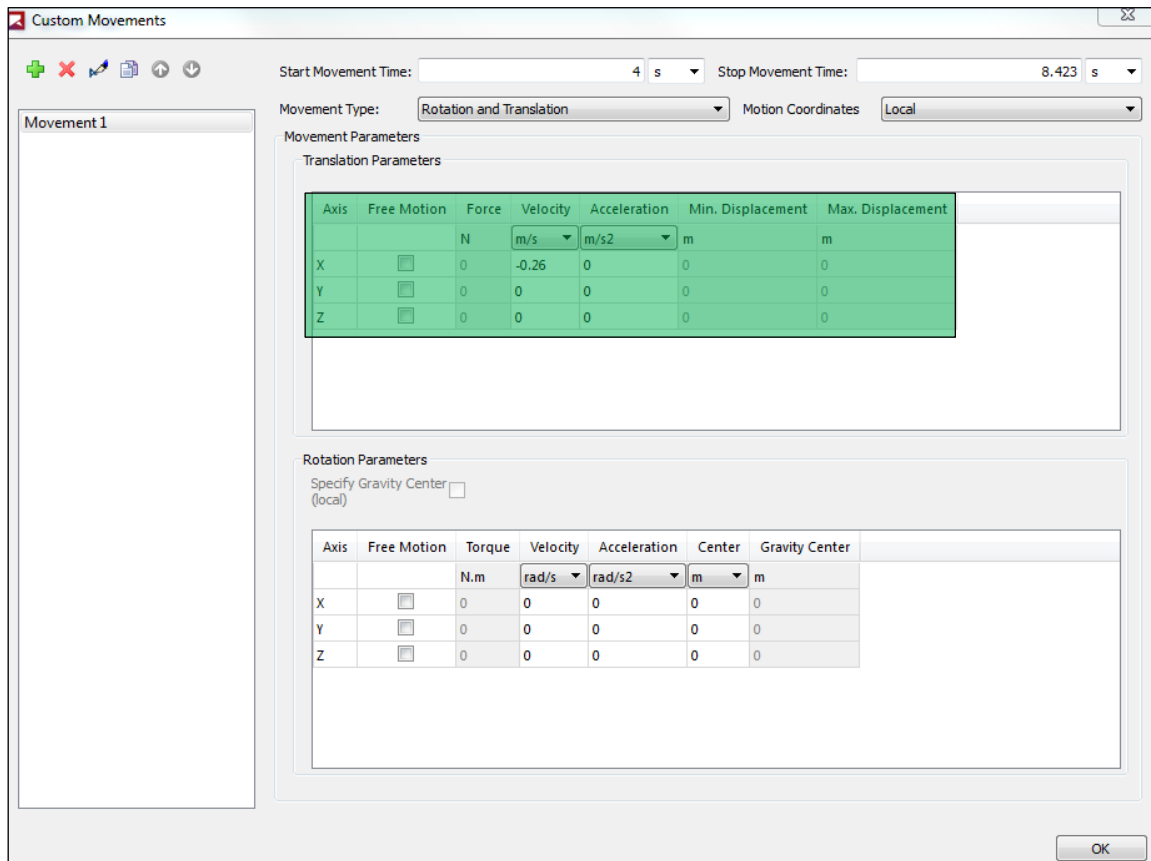 Custom Movements
Start Movement Time: 4 s Stop Movement Time: 8.423 s
Movement Type: Rotation and Translation Motion Coordinates Local
Movement 1
Movement Parameters
Translation Parameters
Axis Free Motion Force Velocity Acceleration Min. Displacement Max. Displacement
N m/s m/s2 m m
X 0 -0.26 0 0 0
Y 0 0 0 0 0
Z 0 0 0 0 0
Rotation Parameters
Specify Gravity Center
(local)
Axis Free Motion Torque Velocity Acceleration Center Gravity Center
N.m rad/s rad/s2 m m
X 0 0 0 0 0
Y 0 0 0 0 0
Z 0 0 0 0 0
OK